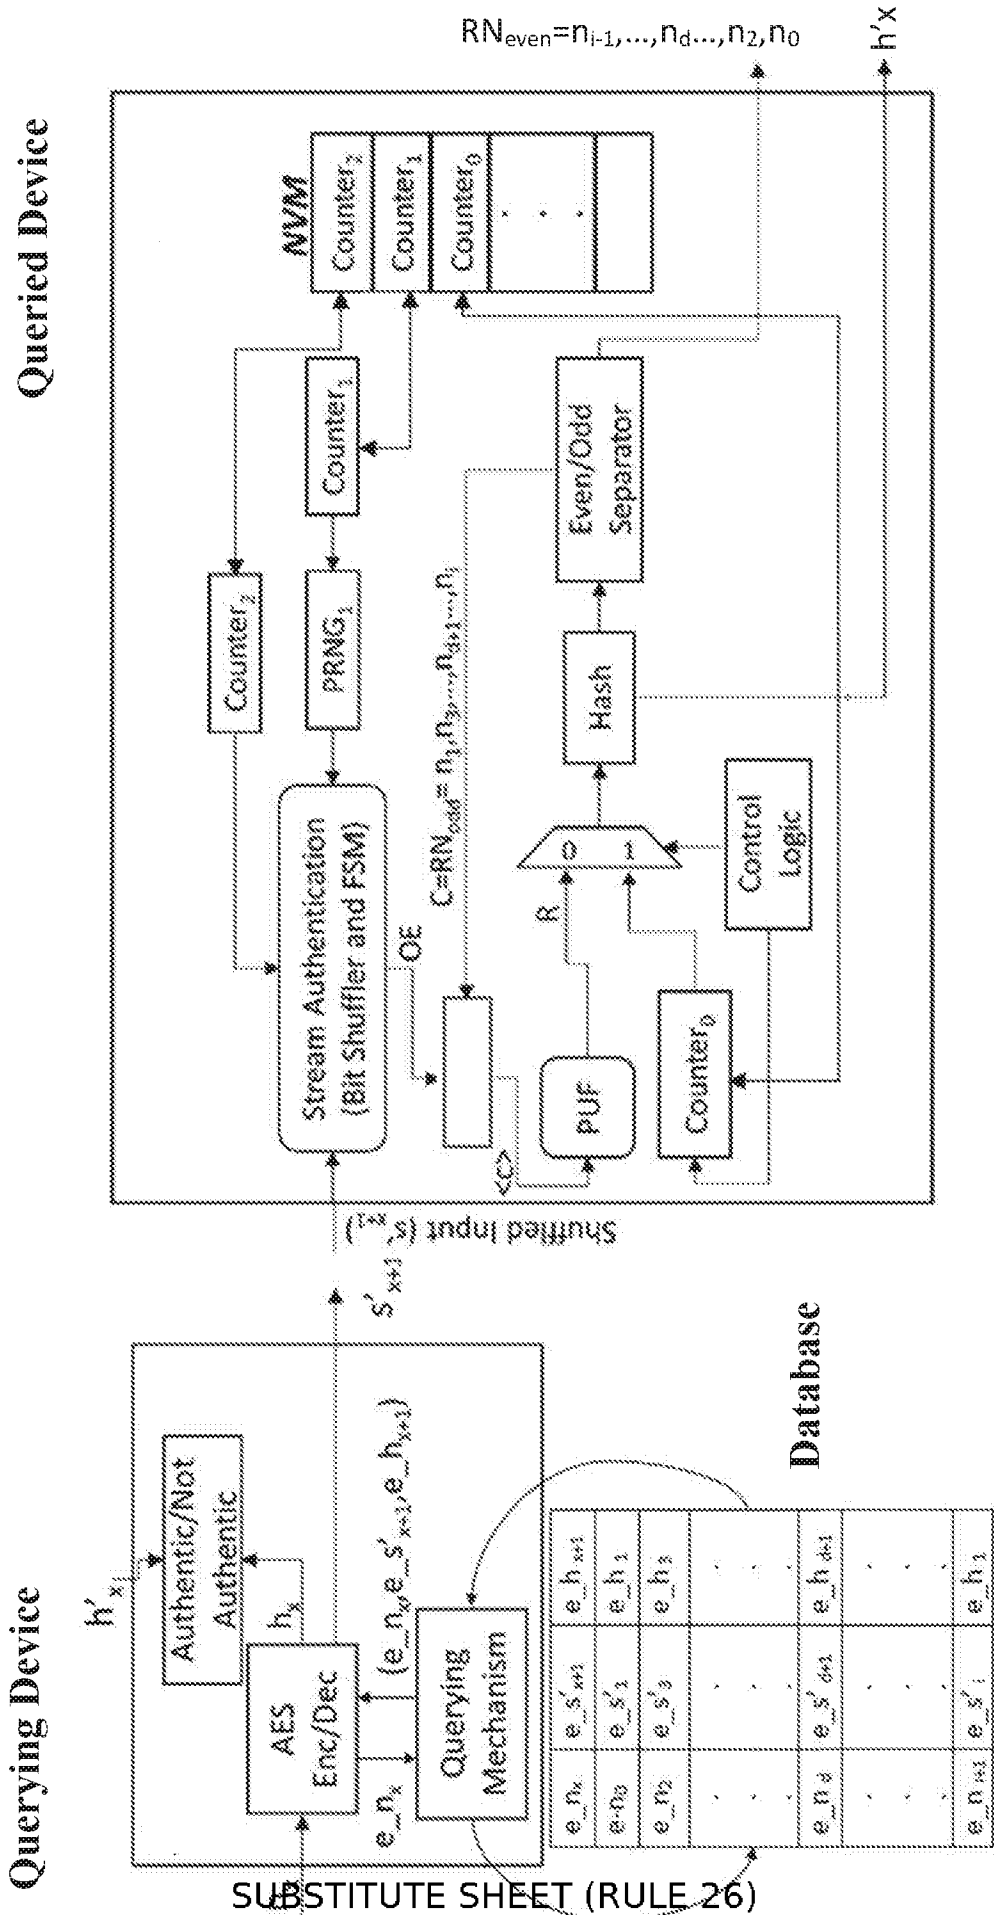 Querying Device
h'x
Authentic/Not
Authentic
hx
AES
Enc/Dec
e_nx
(e_nx,e_s'x+1,e_hx+1)
Querying
Mechanism
s'x+1
Database
e_nx e_s'x+1 e_hx+1
e-n0 e_s'1 e_h1
e_n2 e_s'3 e_h3
e_nd e_s'd+1 e_hd+1
e_ni+1 e_s'i e_h1
Queried Device
Shuffled Input (s'x+1)
Stream Authentication
(Bit Shuffler and FSM)
Counter2
PRNG1
Counter1
NVM
Counter2
Counter1
Counter0
OE
C=RNodd= n1,n3,...,nd+1...,ni
<C>
PUF
R
0
1
Counter0
Control
Logic
Hash
Even/Odd
Separator
RNeven=ni-1,...,nd...,n2,n0
h'x
SUBSTITUTE SHEET (RULE 26)